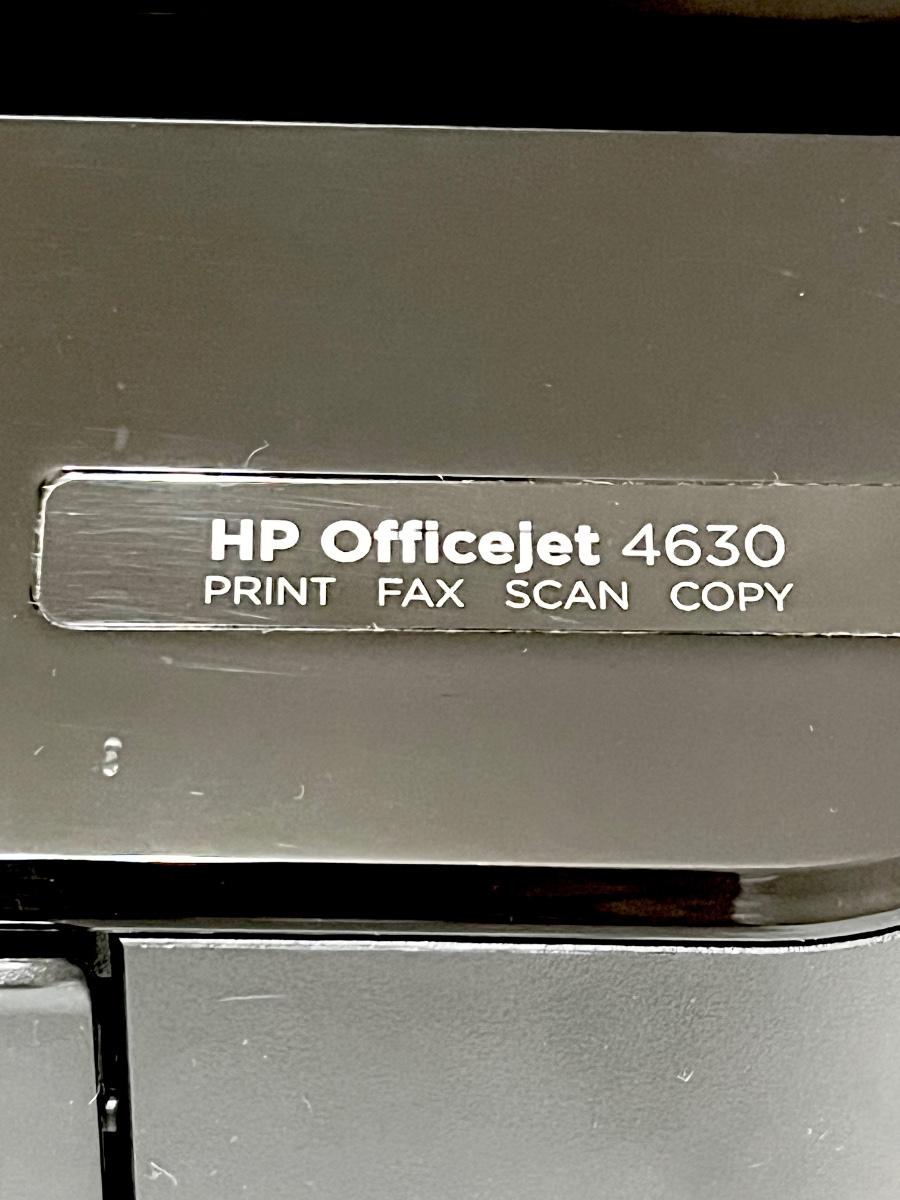 HP Officejet 4630
PRINT FAX SCAN COPY